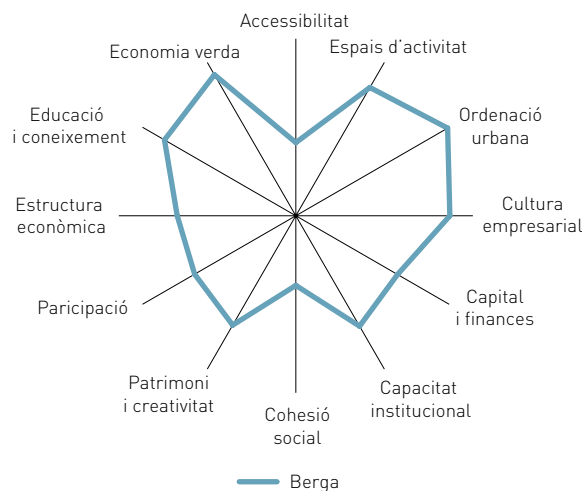 Accessibilitat
Espais d'activitat
Ordenació
urbana
Cultura
empresarial
Capital
i finances
Capacitat
institucional
Cohesió
social
Patrimoni
i creativitat
Paricipació
Estructura
econòmica
Educació
i coneixement
Economia verda
Berga